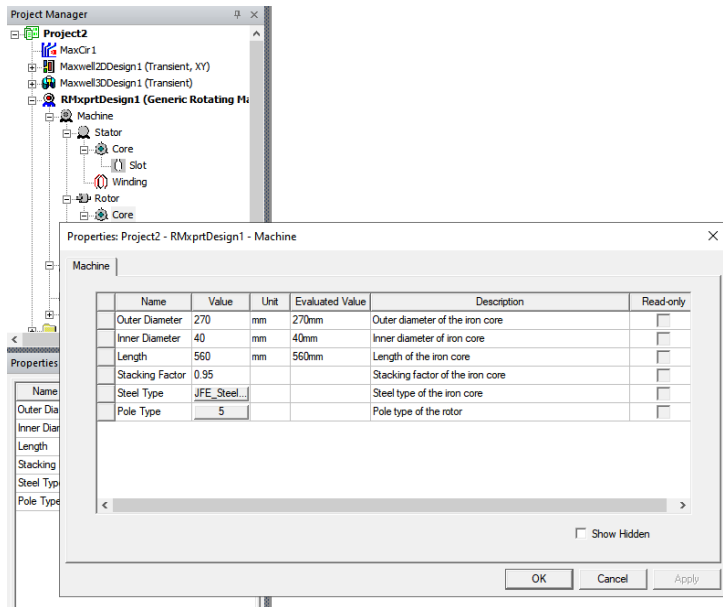 Project Manager
Project2
MaxCir1
Maxwell2DDesign1 (Transient, XY)
Maxwell3DDesign1 (Transient)
RMxprtDesign1 (Generic Rotating Ma
Machine
Stator
Core
Slot
Winding
Rotor
Core
Properties: Project2 - RMxprtDesign1 - Machine
Machine
Name Value Unit Evaluated Value Description Read-only
Outer Diameter 270 mm 270mm Outer diameter of the iron core
Inner Diameter 40 mm 40mm Inner diameter of iron core
Length 560 mm 560mm Length of the iron core
Stacking Factor 0.95 Stacking factor of the iron core
Steel Type JFE_Steel... Steel type of the iron core
Pole Type 5 Pole type of the rotor
Show Hidden
OK Cancel Apply
Properties
Name
Outer Dia
Inner Diar
Length
Stacking
Steel Typ
Pole Type